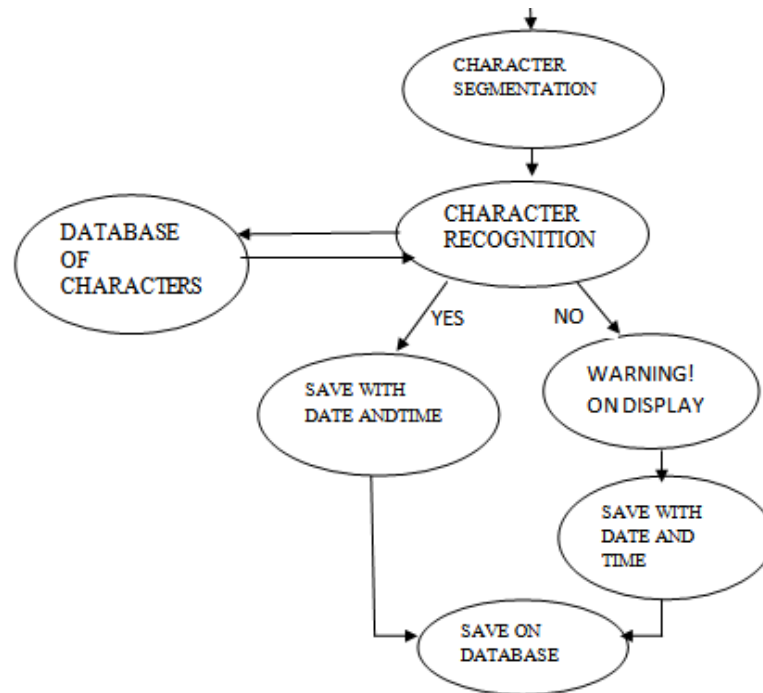 CHARACTER
SEGMENTATION
CHARACTER
RECOGNITION
DATABASE
OF
CHARACTERS
YES
NO
SAVE WITH
DATE ANDTIME
WARNING!
ON DISPLAY
SAVE WITH
DATE AND
TIME
SAVE ON
DATABASE